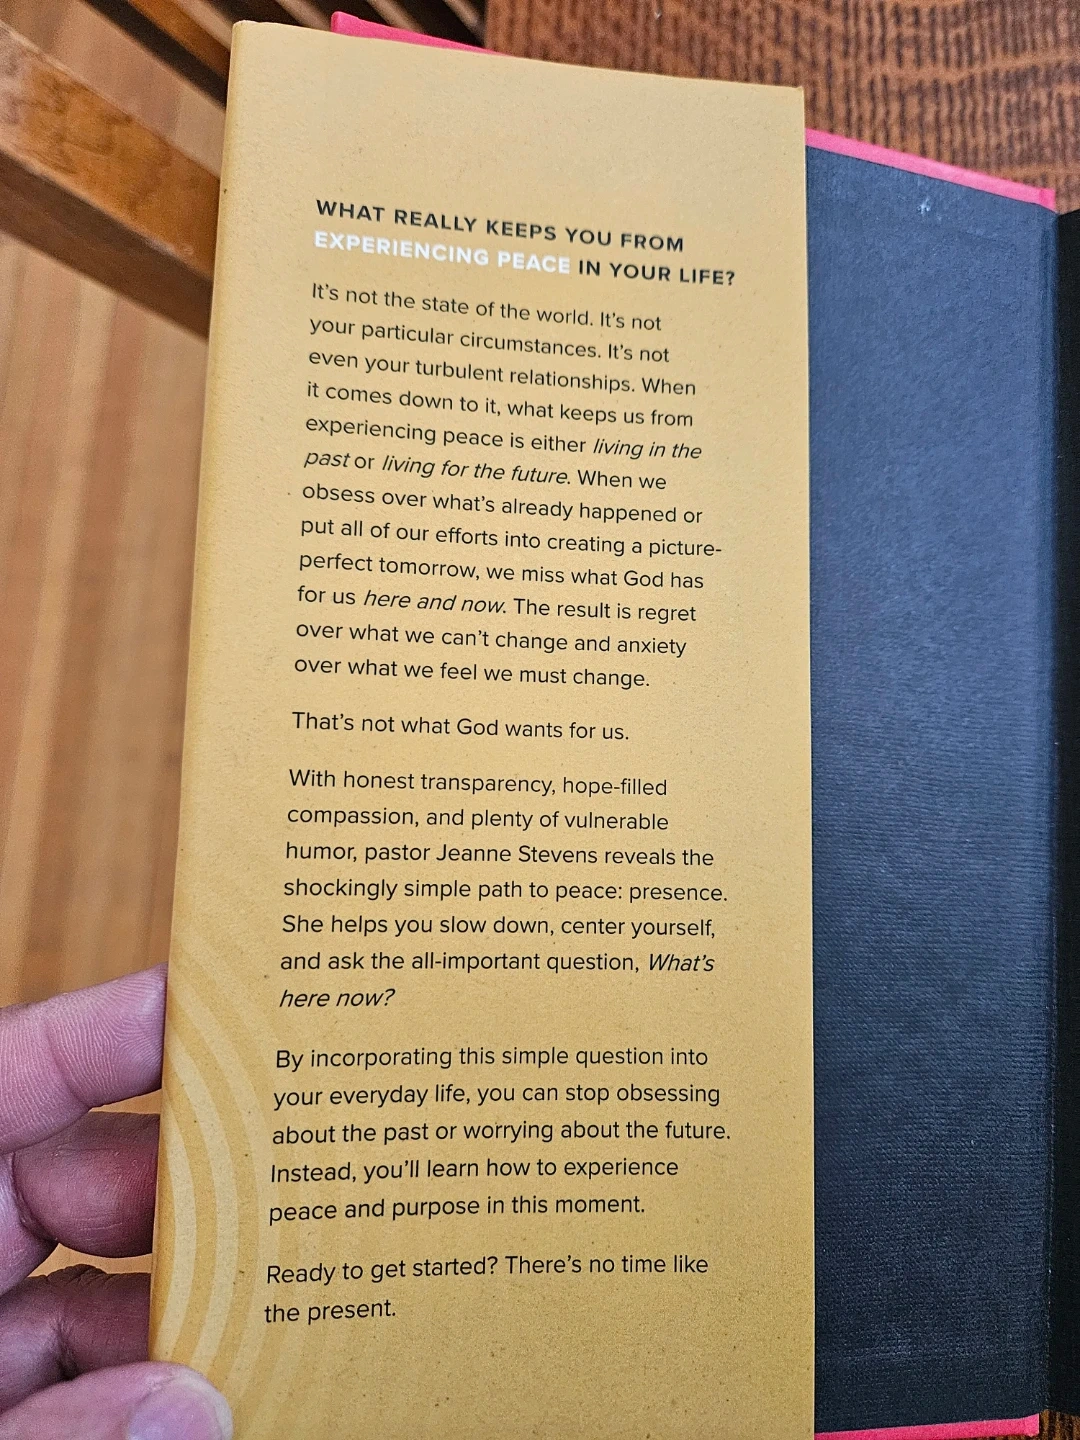 WHAT REALLY KEEPS YOU FROM
EXPERIENCING PEACE IN YOUR LIFE?
It's not the state of the world. It's not
your particular circumstances. It's not
even your turbulent relationships. When
it comes down to it, what keeps us from
experiencing peace is either living in the
past or living for the future. When we
obsess over what's already happened or
put all of our efforts into creating a picture-
perfect tomorrow, we miss what God has
for us here and now. The result is regret
over what we can't change and anxiety
over what we feel we must change.
That's not what God wants for us.
With honest transparency, hope-filled
compassion, and plenty of vulnerable
humor, pastor Jeanne Stevens reveals the
shockingly simple path to peace: presence.
She helps you slow down, center yourself,
and ask the all-important question, What's
here now?
By incorporating this simple question into
your everyday life, you can stop obsessing
about the past or worrying about the future.
Instead, you'll learn how to experience
peace and purpose in this moment.
Ready to get started? There's no time like
the present.